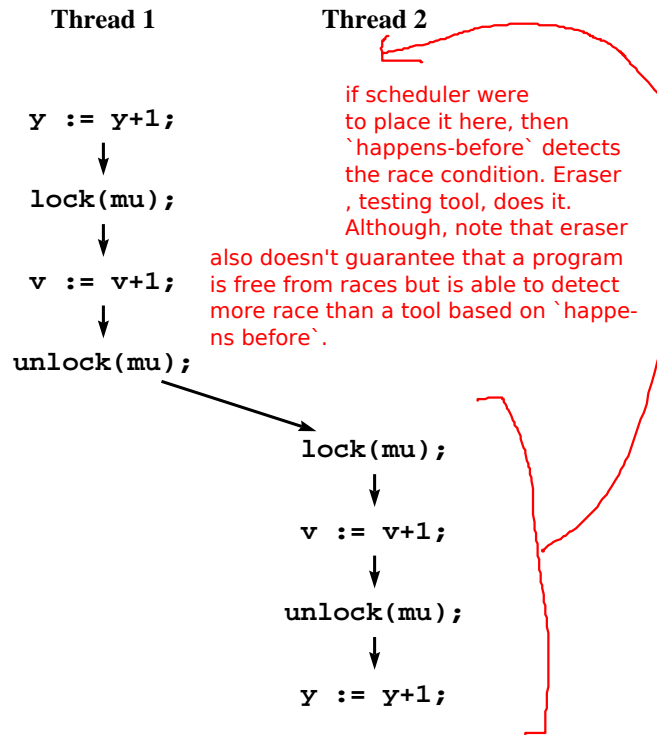 Thread 1 Thread 2
if scheduler were
y := y+1; to place it here, then
`happens-before` detects
the race condition. Eraser
lock(mu); , testing tool, does it.
Although, note that eraser
also doesn't guarantee that a program
v := v+1; is free from races but is able to detect
more race than a tool based on `happe-
ns before`.
unlock(mu);
lock(mu);
v := v+1;
unlock(mu);
y := y+1;